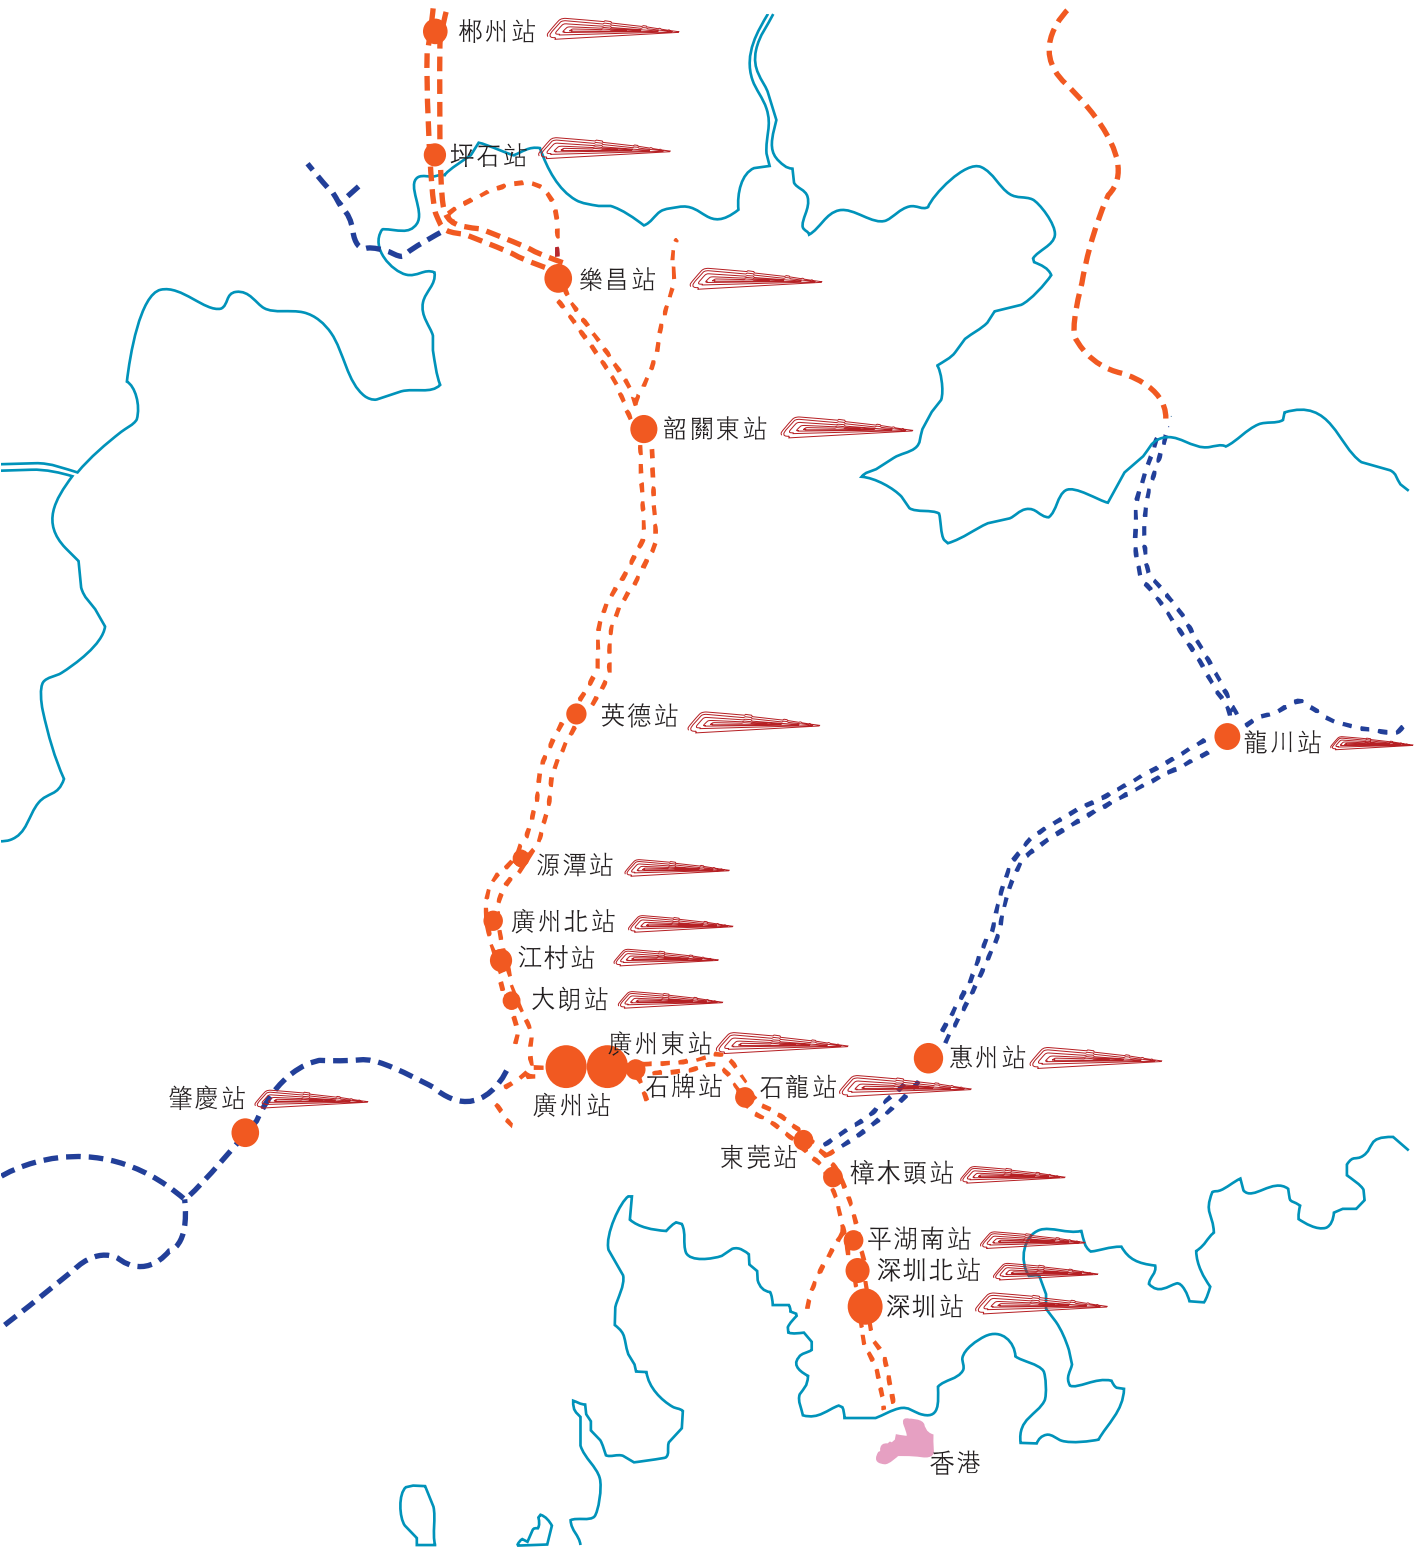 郴州站
坪石站
樂昌站
韶關東站
英德站
龍川站
源潭站
廣州北站
江村站
大朗站
廣州東站
惠州站
石牌站
石龍站
肇慶站
廣州站
東莞站
樟木頭站
平湖南站
深圳北站
深圳站
香港